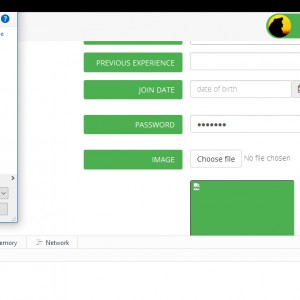 PREVIOUS EXPERIENCE
JOIN DATE
date of birth
PASSWORD
•••••••
IMAGE
Choose file No file chosen
emory
Network